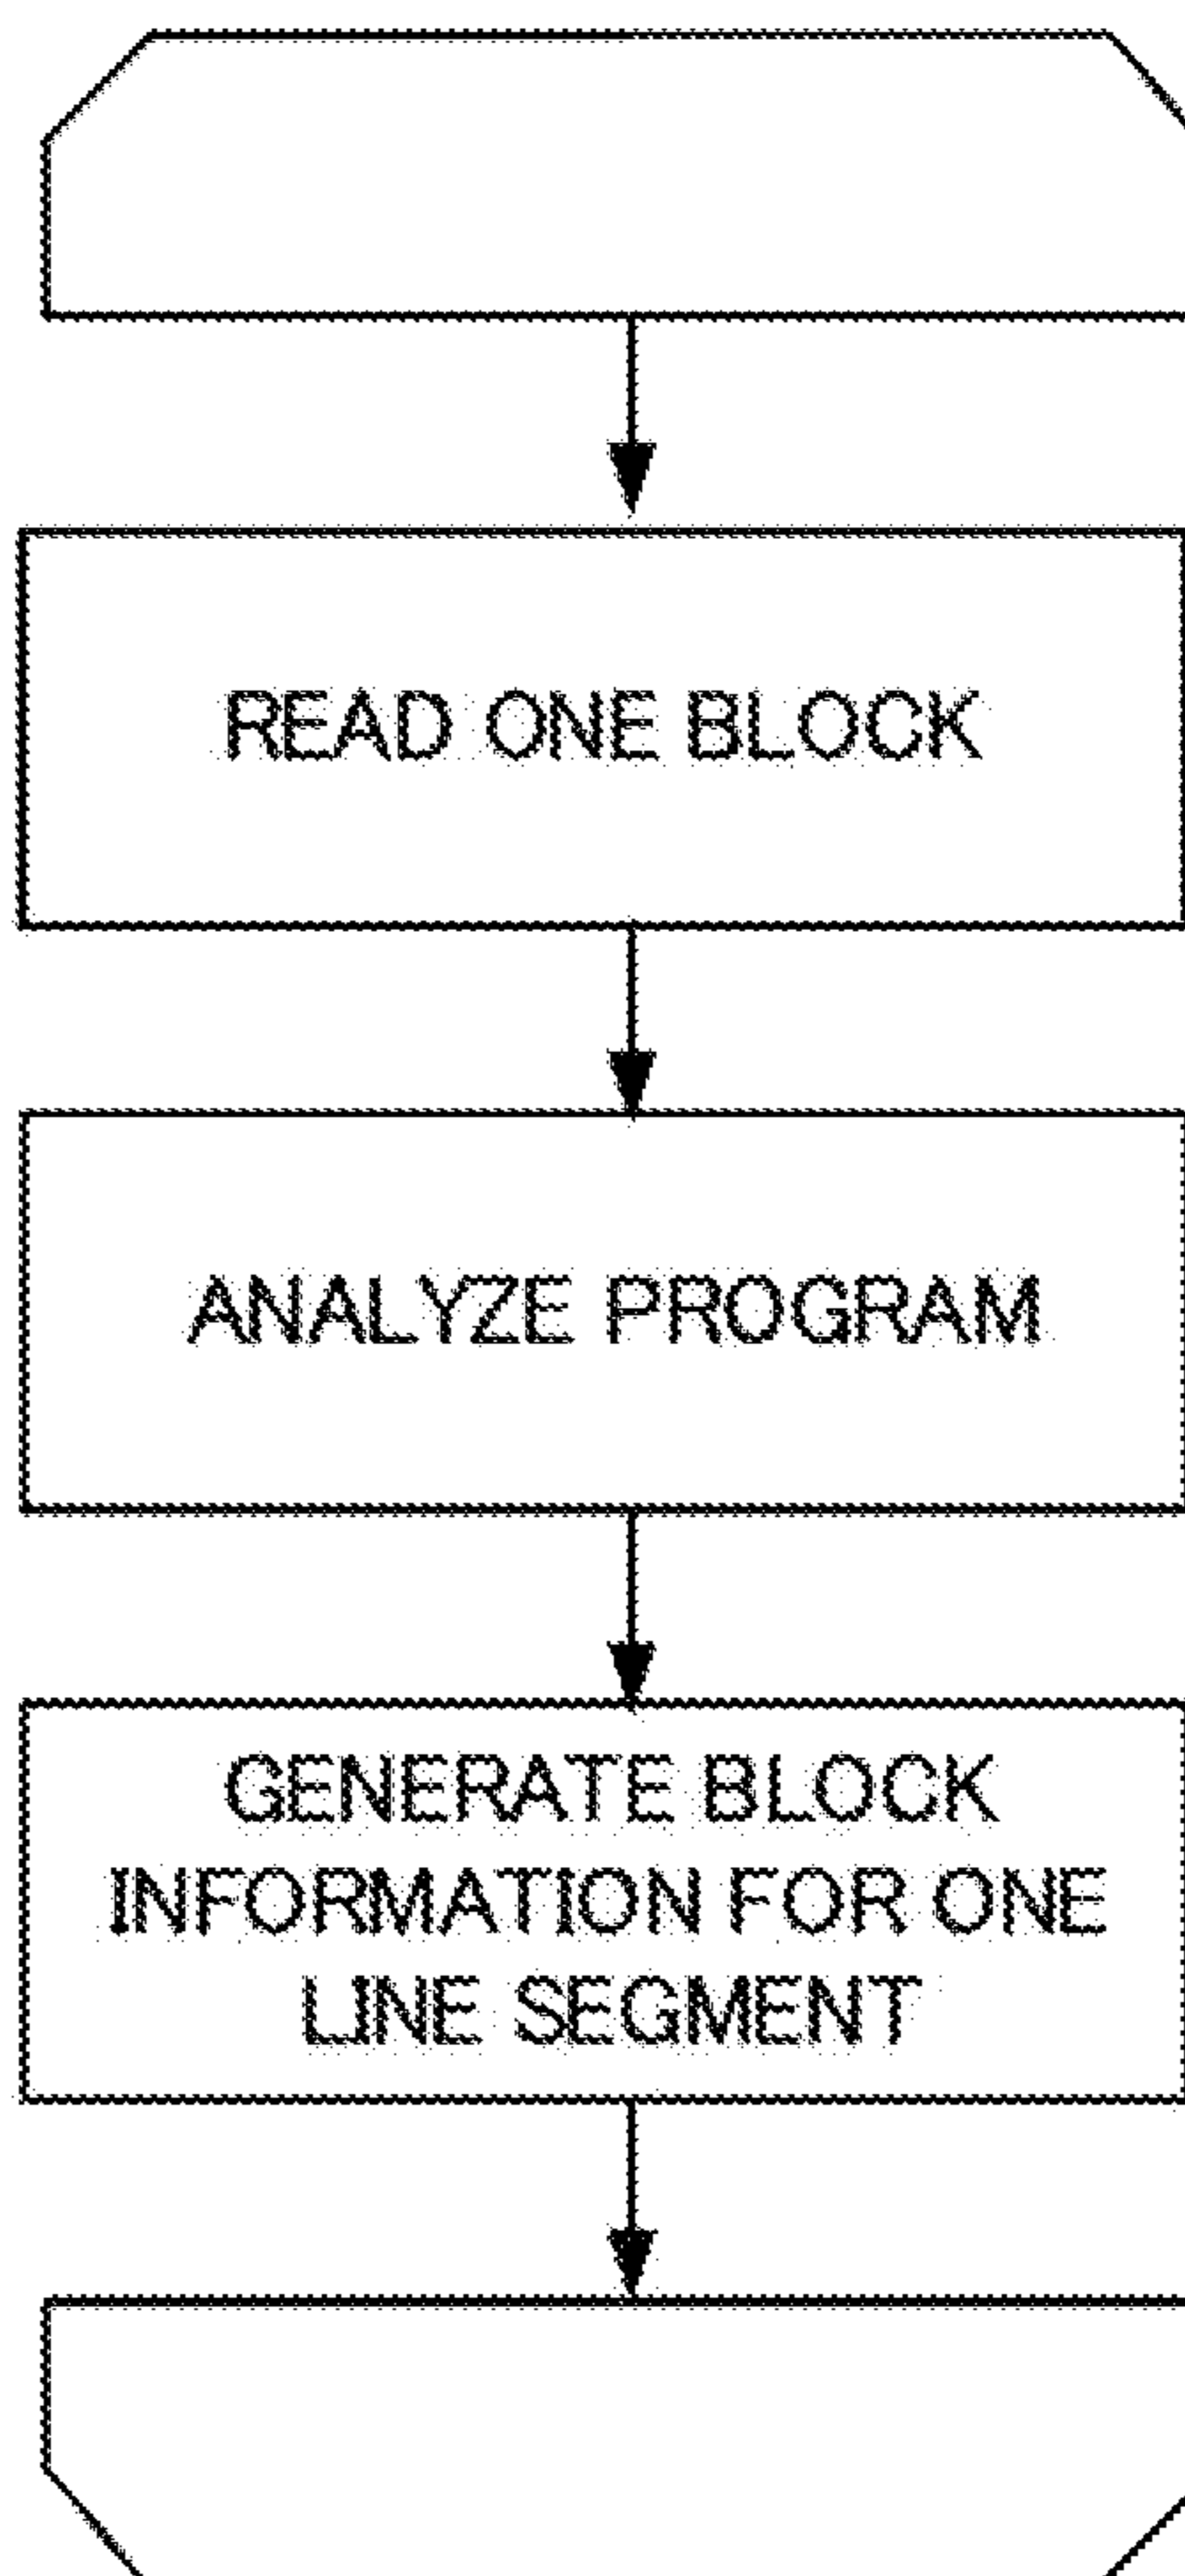 READ ONE BLOCK
ANALYZE PROGRAM
GENERATE BLOCK
INFORMATION FOR ONE
LINE SEGMENT